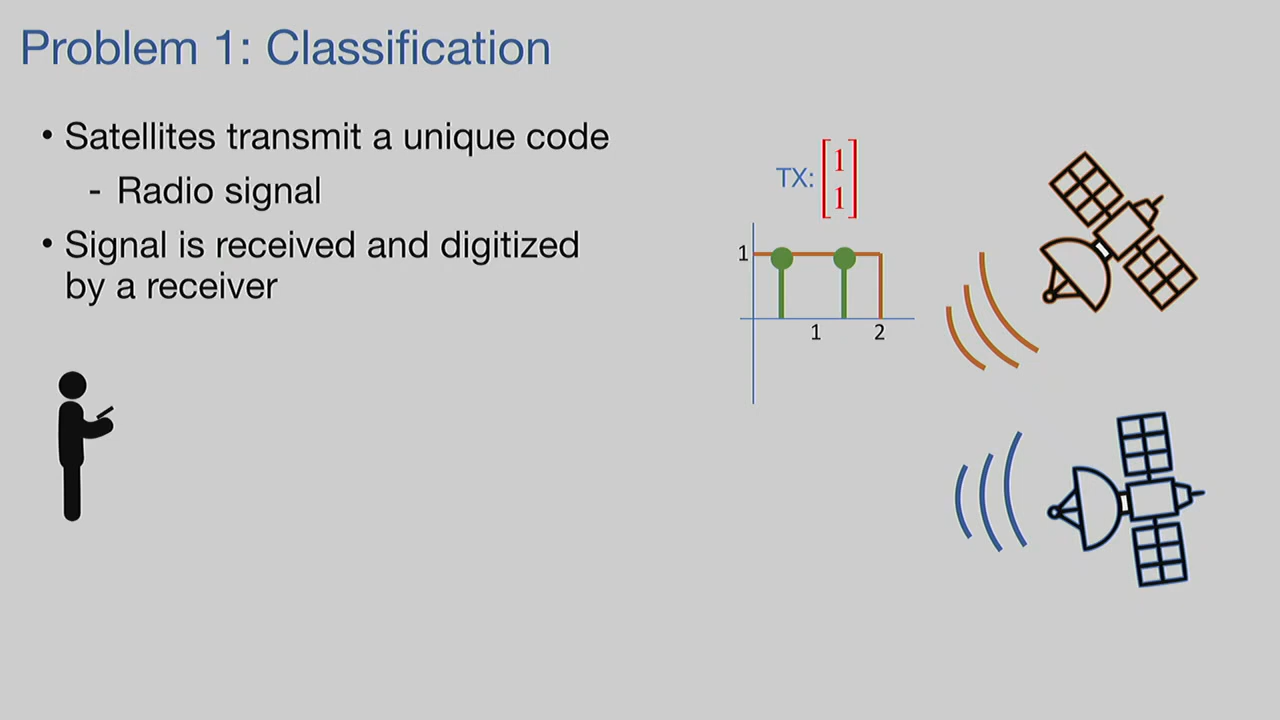 Problem 1: Classification
• Satellites transmit a unique code
- Radio signal
• Signal is received and digitized
by a receiver
TX: [1
1]
1
1 2